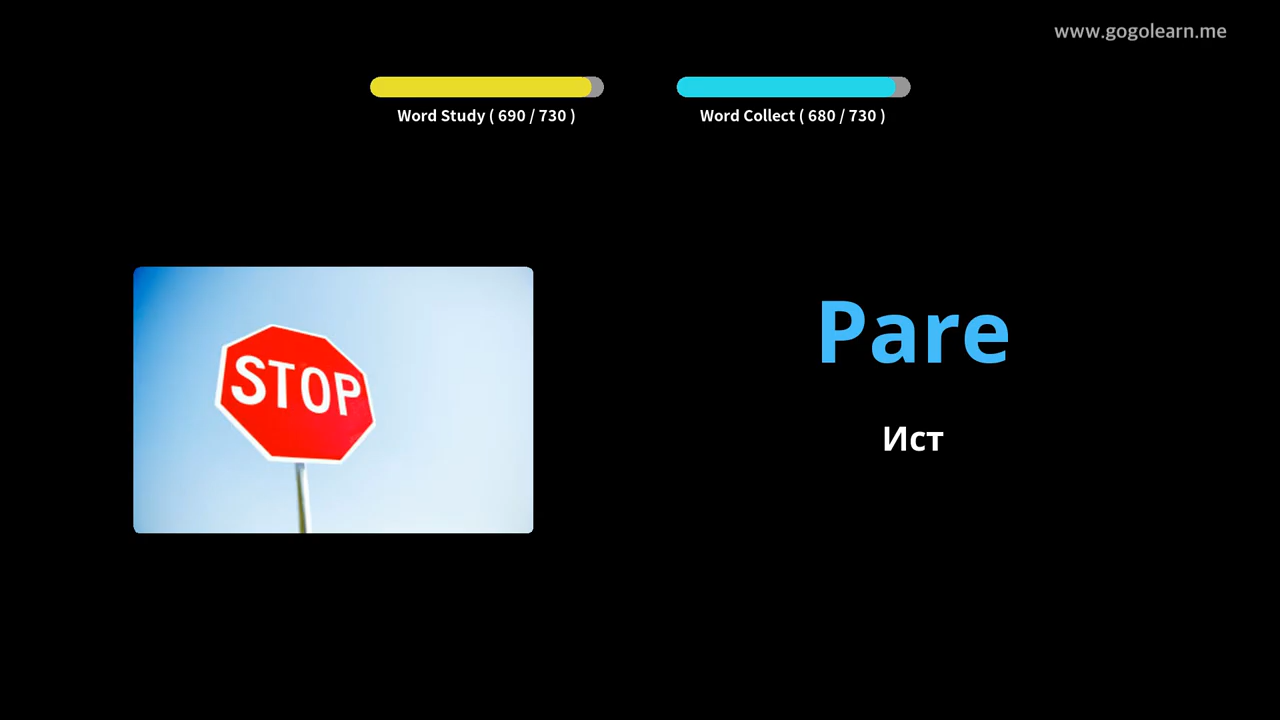 www.gogolearn.me
Word Study ( 690 / 730 )
Word Collect ( 680 / 730 )
STOP
Pare
Ист